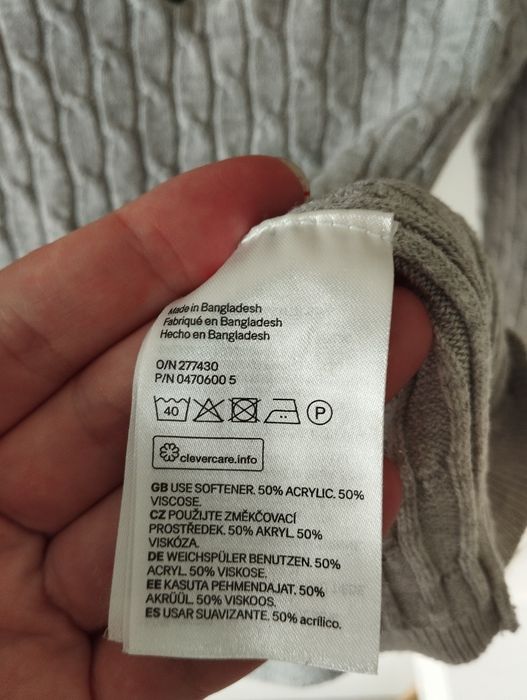 Made in Bangladesh
Fabriqué en Bangladesh
Hecho en Bangladesh
O/N 277430
P/N 0470600 5
40 P
clevercare.info
GB USE SOFTENER. 50% ACRYLIC. 50%
VISCOSE.
CZ POUŽIJTE ZMĚKČOVACÍ
PROSTŘEDEK. 50% AKRYL. 50%
VISKÓZA.
DE WEICHSPÜLER BENUTZEN. 50%
ACRYL. 50% VISKOSE.
EE KASUTA PEHMENDAJAT. 50%
AKRÜÜL. 50% VISKOOS.
ES USAR SUAVIZANTE. 50% acrílico.